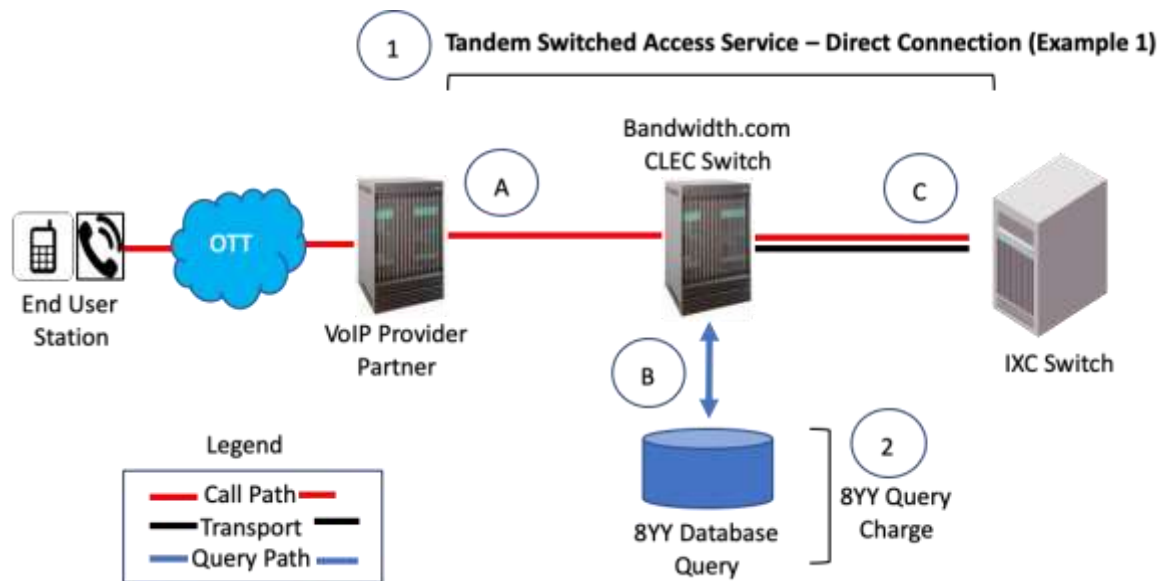 1
Tandem Switched Access Service – Direct Connection (Example 1)
Bandwidth.com
CLEC Switch
A
C
OTT
End User
Station
VoIP Provider
Partner
B
IXC Switch
2
8YY Query
Charge
8YY Database
Query
Legend
Call Path
Transport
Query Path